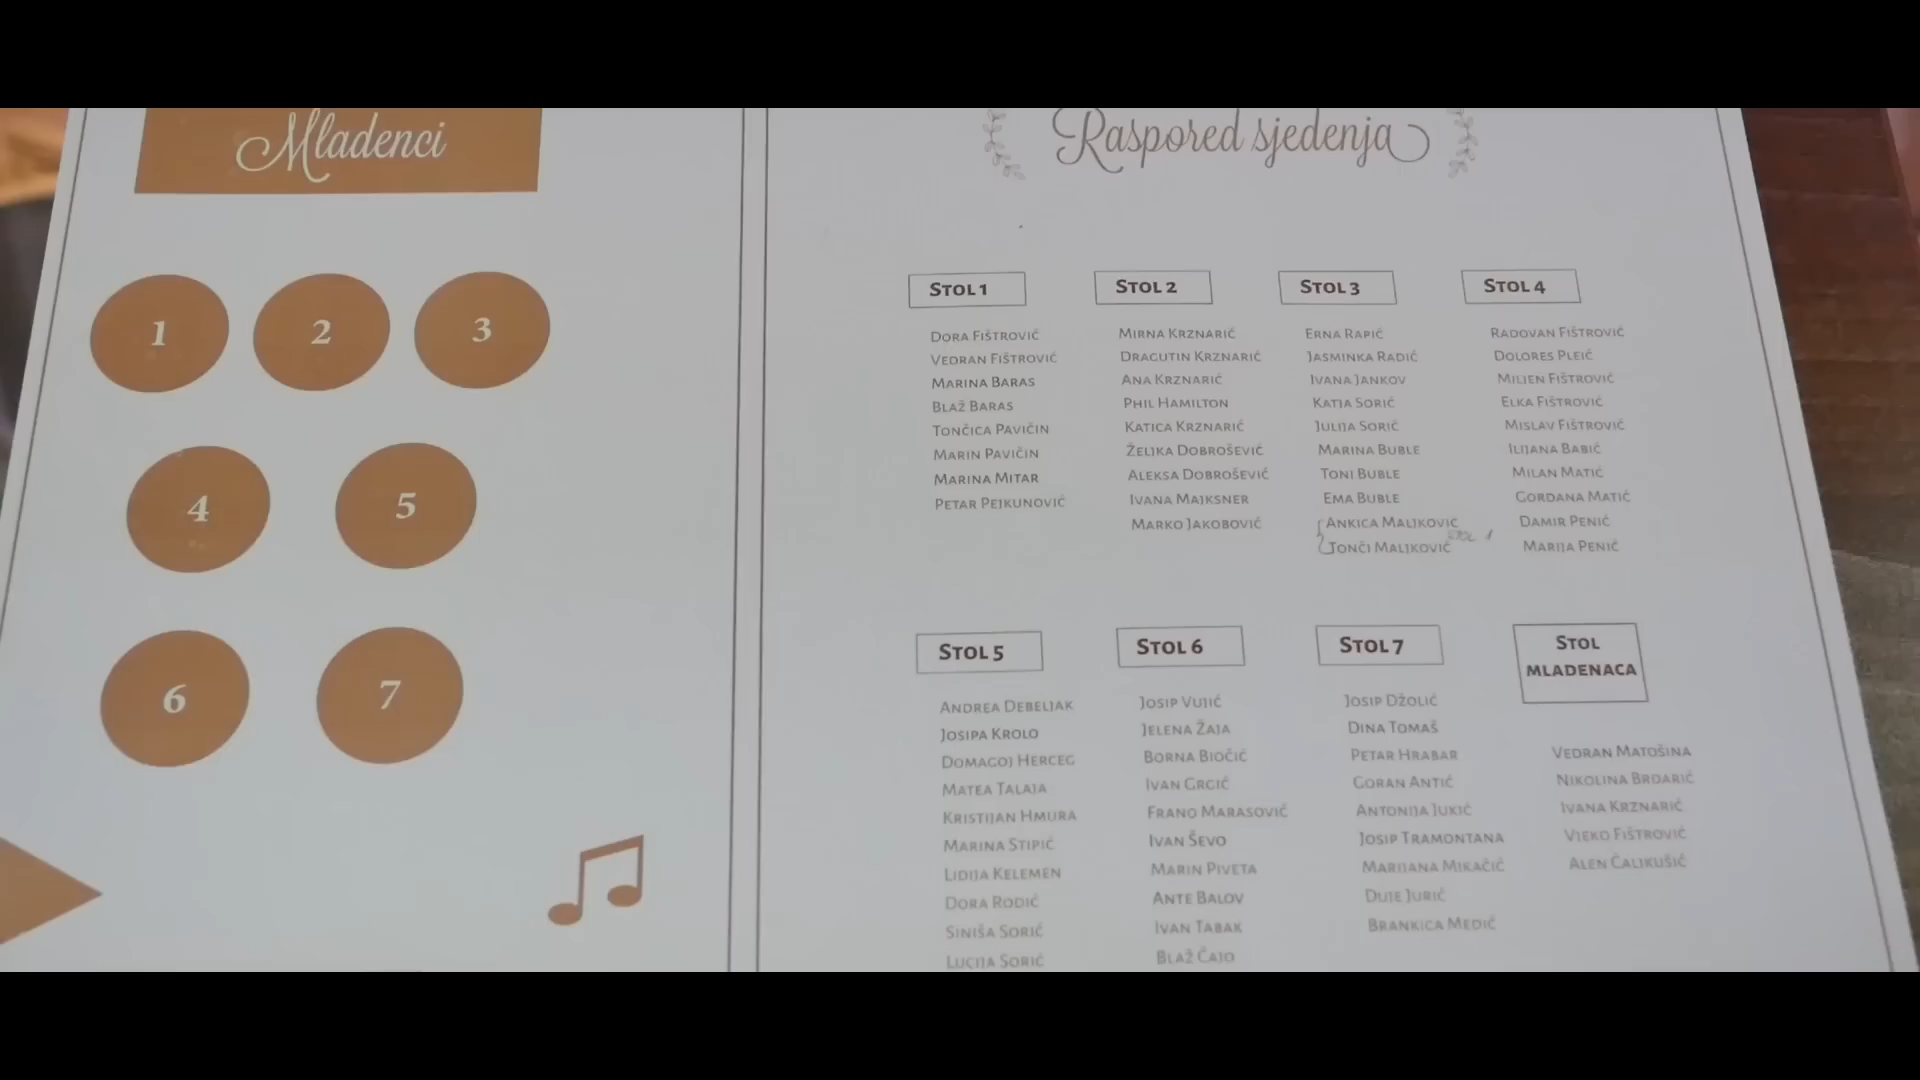 Mladenci
1
2
3
4
5
6
7
Raspored sjedenja
STOL 1
DORA FIŠTROVIĆ
VEDRAN FIŠTROVIĆ
MARINA BARAS
BLAŽ BARAS
TONČICA PAVIČIN
MARIN PAVIČIN
MARINA MITAR
PETAR PEJKUNOVIĆ
STOL 2
MIRNA KRZNARIĆ
DRAGUTIN KRZNARIĆ
ANA KRZNARIĆ
PHIL HAMILTON
KATICA KRZNARIĆ
ŽELJKA DOBROŠEVIĆ
ALEKSA DOBROŠEVIĆ
IVANA MAJKSNER
MARKO JAKOBOVIĆ
STOL 3
ERNA RAPIĆ
JASMINKA RADIĆ
IVANA JANKOV
KATJA SORIĆ
JULIJA SORIĆ
MARINA BUBLE
TONI BUBLE
EMA BUBLE
ANKICA MALJKOVIĆ
TONČI MALJKOVIĆ
STOL 1
STOL 4
RADOVAN FIŠTROVIĆ
DOLORES PLEIĆ
MILJEN FIŠTROVIĆ
ELKA FIŠTROVIĆ
MISLAV FIŠTROVIĆ
ILIJANA BABIĆ
MILAN MATIĆ
GORDANA MATIĆ
DAMIR PENIĆ
MARIJA PENIĆ
STOL 5
ANDREA DEBELJAK
JOSIPA KROLO
DOMAGOJ HERCEG
MATEA TALAJA
KRISTIJAN HMURA
MARINA STIPIĆ
LIDIJA KELEMEN
DORA RODIĆ
SINIŠA SORIĆ
LUCIJA SORIĆ
STOL 6
JOSIP VUJIĆ
JELENA ŽAJA
BORNA BIOČIĆ
IVAN GRGIĆ
FRANO MARASOVIĆ
IVAN ŠEVO
MARIN PIVETA
ANTE BALOV
IVAN TABAK
BLAŽ ČAJO
STOL 7
JOSIP DŽOLIĆ
DINA TOMAŠ
PETAR HRABAR
GORAN ANTIĆ
ANTONIJA JUKIĆ
JOSIP TRAMONTANA
MARIJANA MIKAČIĆ
DUJE JURIĆ
BRANKICA MEDIĆ
STOL
MLADENACA
VEDRAN MATOŠINA
NIKOLINA BRDARIĆ
IVANA KRZNARIĆ
VJEKO FIŠTROVIĆ
ALEN ČALIKUŠIĆ